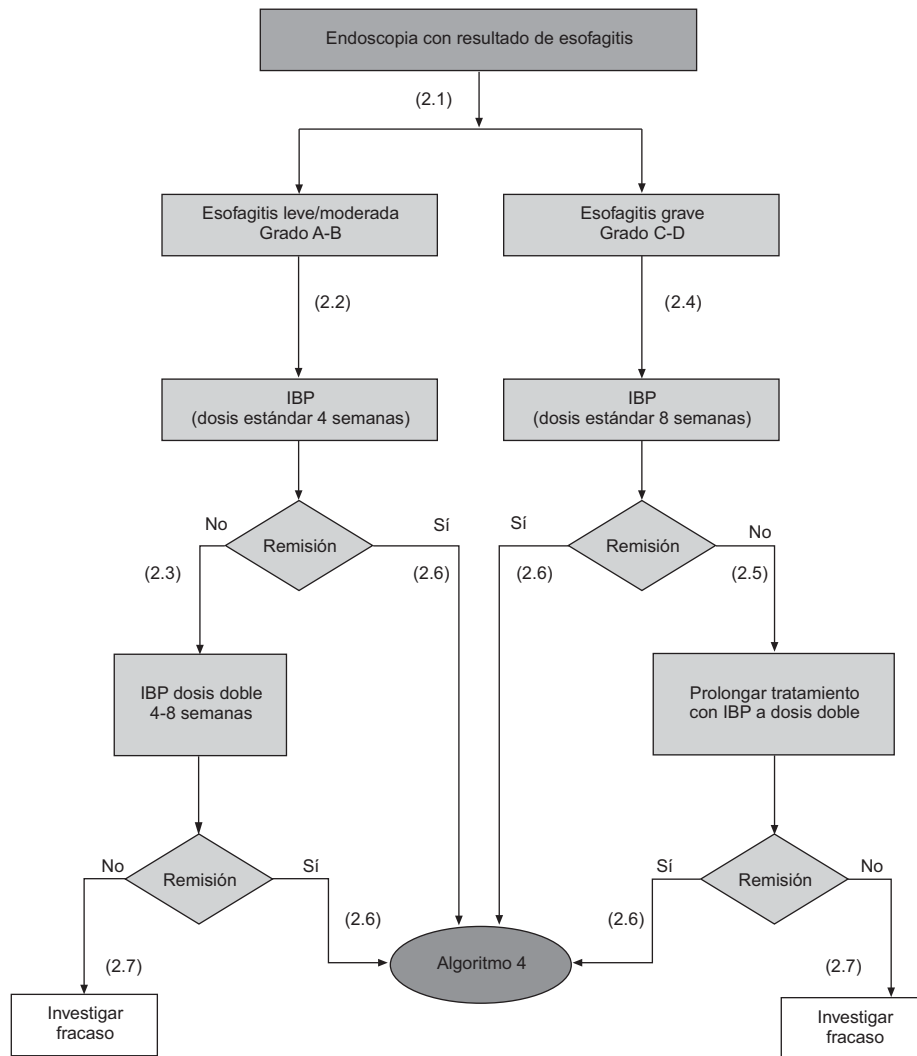 Endoscopia con resultado de esofagitis
(2.1)
Esofagitis leve/moderada
Grado A-B
Esofagitis grave
Grado C-D
(2.2)
(2.4)
IBP
(dosis estándar 4 semanas)
IBP
(dosis estándar 8 semanas)
No
Remisión
Sí
Sí
Remisión
No
(2.3)
(2.6)
(2.6)
(2.5)
IBP dosis doble
4-8 semanas
Prolongar tratamiento
con IBP a dosis doble
No
Remisión
Sí
Sí
Remisión
No
(2.6)
(2.6)
(2.7)
Algoritmo 4
(2.7)
Investigar
fracaso
Investigar
fracaso